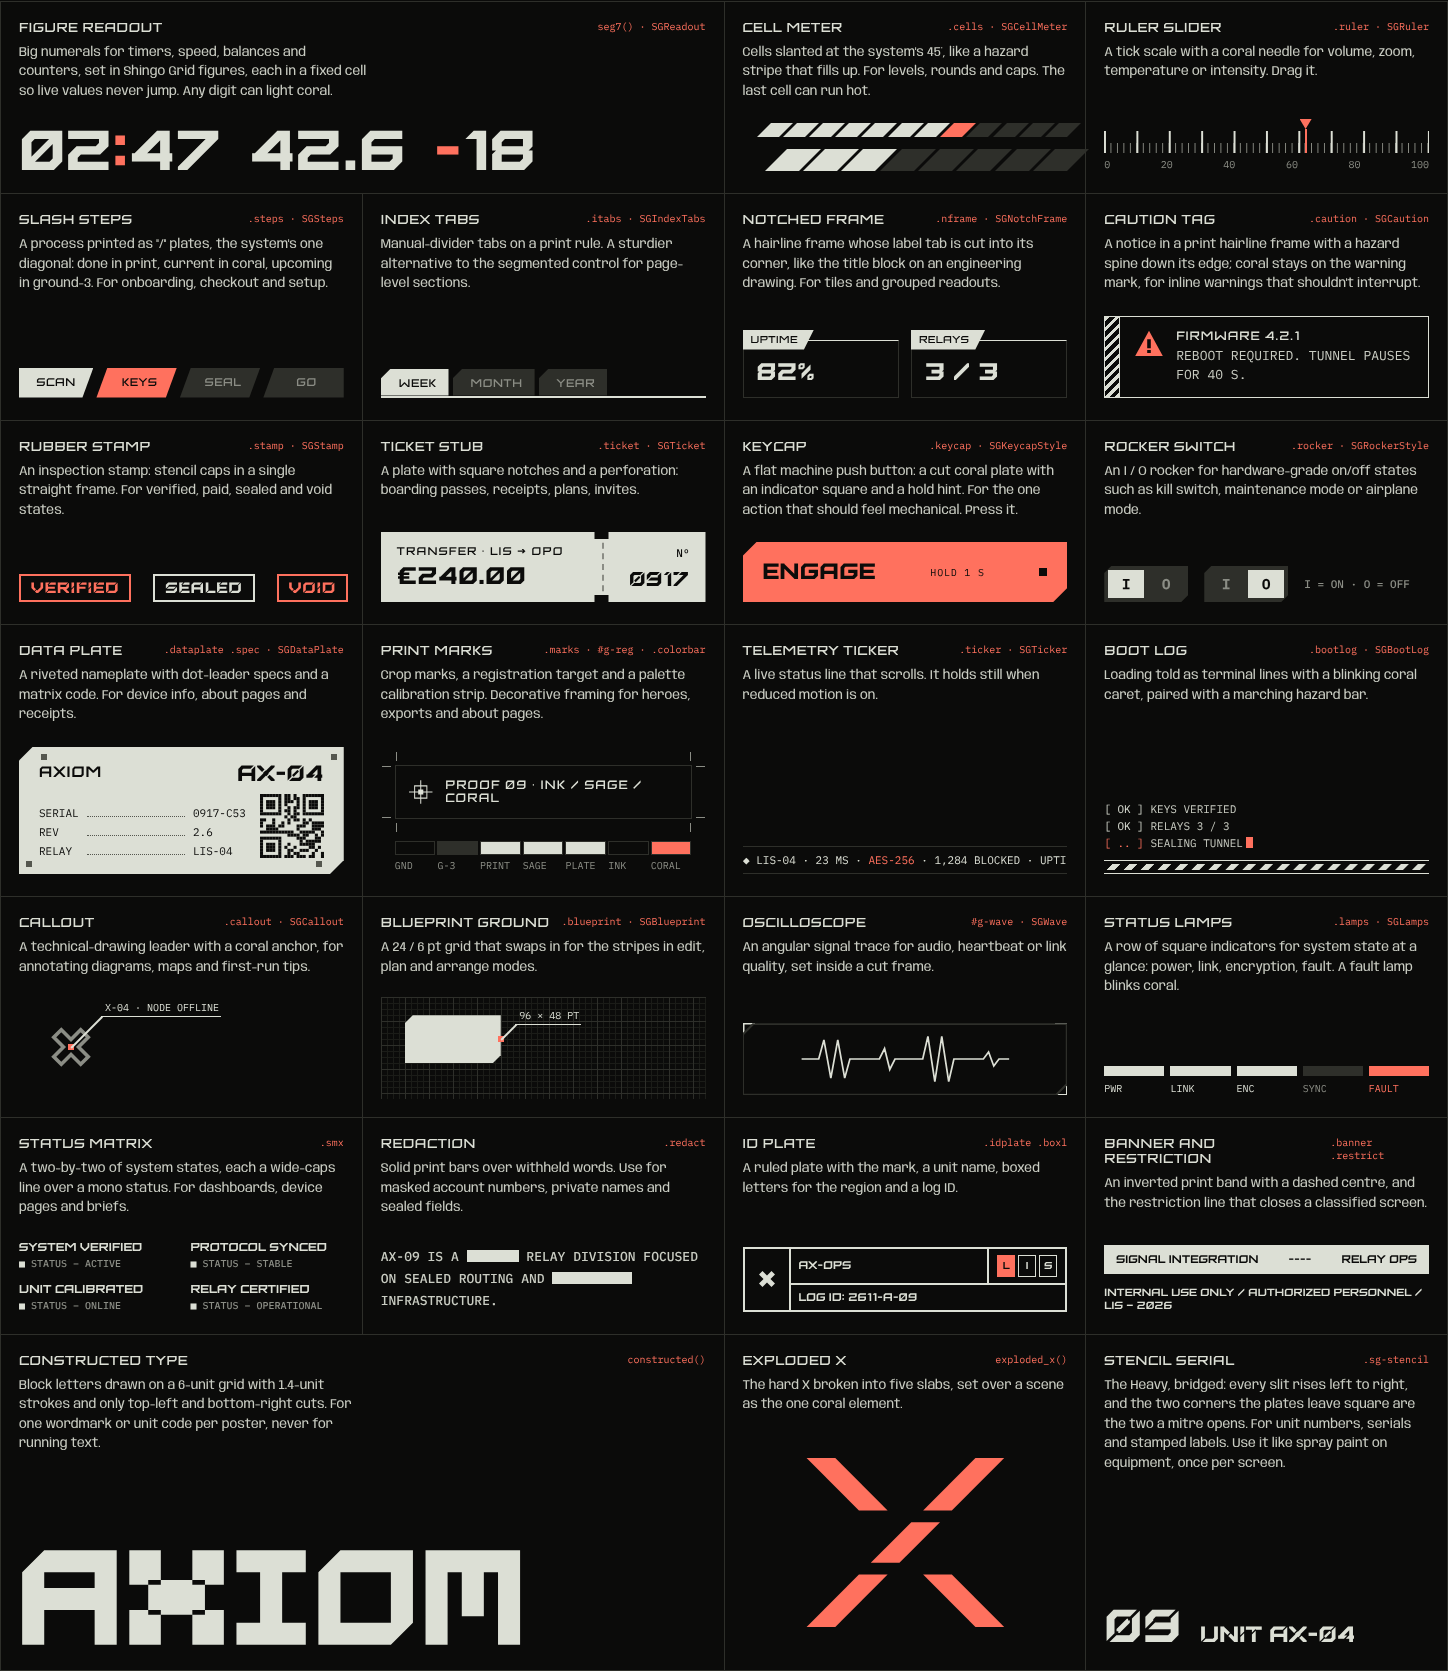 FIGURE READOUT
seg7() · SGReadout
Big numerals for timers, speed, balances and
counters, set in Shingo Grid figures, each in a fixed cell
so live values never jump. Any digit can light coral.
02:47 42.6 -18
CELL METER
.cells · SGCellMeter
Cells slanted at the system's 45°, like a hazard
stripe that fills up. For levels, rounds and caps. The
last cell can run hot.
RULER SLIDER
.ruler · SGRuler
A tick scale with a coral needle for volume, zoom,
temperature or intensity. Drag it.
0 20 40 60 80 100
SLASH STEPS
.steps · SGSteps
A process printed as "/" plates, the system's one
diagonal: done in print, current in coral, upcoming
in ground-3. For onboarding, checkout and setup.
SCAN KEYS SEAL GO
INDEX TABS
.itabs · SGIndexTabs
Manual-divider tabs on a print rule. A sturdier
alternative to the segmented control for page-
level sections.
WEEK MONTH YEAR
NOTCHED FRAME
.nframe · SGNotchFrame
A hairline frame whose label tab is cut into its
corner, like the title block on an engineering
drawing. For tiles and grouped readouts.
UPTIME
82%
RELAYS
3 / 3
CAUTION TAG
.caution · SGCaution
A notice in a print hairline frame with a hazard
spine down its edge; coral stays on the warning
mark, for inline warnings that shouldn't interrupt.
FIRMWARE 4.2.1
REBOOT REQUIRED. TUNNEL PAUSES
FOR 40 S.
RUBBER STAMP
.stamp · SGStamp
An inspection stamp: stencil caps in a single
straight frame. For verified, paid, sealed and void
states.
VERIFIED SEALED VOID
TICKET STUB
.ticket · SGTicket
A plate with square notches and a perforation:
boarding passes, receipts, plans, invites.
TRANSFER · LIS → OPO
€240.00
Nº
0917
KEYCAP
.keycap · SGKeycapStyle
A flat machine push button: a cut coral plate with
an indicator square and a hold hint. For the one
action that should feel mechanical. Press it.
ENGAGE HOLD 1 S
ROCKER SWITCH
.rocker · SGRockerStyle
An I / O rocker for hardware-grade on/off states
such as kill switch, maintenance mode or airplane
mode.
I O I O I = ON · O = OFF
DATA PLATE
.dataplate .spec · SGDataPlate
A riveted nameplate with dot-leader specs and a
matrix code. For device info, about pages and
receipts.
AXIOM AX-04
SERIAL 0917-C53
REV 2.6
RELAY LIS-04
PRINT MARKS
.marks · #g-reg · .colorbar
Crop marks, a registration target and a palette
calibration strip. Decorative framing for heroes,
exports and about pages.
PROOF 09 · INK / SAGE /
CORAL
GND G-3 PRINT SAGE PLATE INK CORAL
TELEMETRY TICKER
.ticker · SGTicker
A live status line that scrolls. It holds still when
reduced motion is on.
◆ LIS-04 · 23 MS · AES-256 · 1,284 BLOCKED · UPTI
BOOT LOG
.bootlog · SGBootLog
Loading told as terminal lines with a blinking coral
caret, paired with a marching hazard bar.
[ OK ] KEYS VERIFIED
[ OK ] RELAYS 3 / 3
[ .. ] SEALING TUNNEL
CALLOUT
.callout · SGCallout
A technical-drawing leader with a coral anchor, for
annotating diagrams, maps and first-run tips.
X-04 · NODE OFFLINE
BLUEPRINT GROUND
.blueprint · SGBlueprint
A 24 / 6 pt grid that swaps in for the stripes in edit,
plan and arrange modes.
96 × 48 PT
OSCILLOSCOPE
#g-wave · SGWave
An angular signal trace for audio, heartbeat or link
quality, set inside a cut frame.
STATUS LAMPS
.lamps · SGLamps
A row of square indicators for system state at a
glance: power, link, encryption, fault. A fault lamp
blinks coral.
PWR LINK ENC SYNC FAULT
STATUS MATRIX
.smx
A two-by-two of system states, each a wide-caps
line over a mono status. For dashboards, device
pages and briefs.
SYSTEM VERIFIED PROTOCOL SYNCED
■ STATUS – ACTIVE ■ STATUS – STABLE
UNIT CALIBRATED RELAY CERTIFIED
■ STATUS – ONLINE ■ STATUS – OPERATIONAL
REDACTION
.redact
Solid print bars over withheld words. Use for
masked account numbers, private names and
sealed fields.
AX-09 IS A RELAY DIVISION FOCUSED
ON SEALED ROUTING AND
INFRASTRUCTURE.
ID PLATE
.idplate .boxl
A ruled plate with the mark, a unit name, boxed
letters for the region and a log ID.
AX-OPS L I S
LOG ID: 2611-A-09
BANNER AND
RESTRICTION
.banner
.restrict
An inverted print band with a dashed centre, and
the restriction line that closes a classified screen.
SIGNAL INTEGRATION ---- RELAY OPS
INTERNAL USE ONLY / AUTHORIZED PERSONNEL /
LIS – 2026
CONSTRUCTED TYPE
constructed()
Block letters drawn on a 6-unit grid with 1.4-unit
strokes and only top-left and bottom-right cuts. For
one wordmark or unit code per poster, never for
running text.
AXIOM
EXPLODED X
exploded_x()
The hard X broken into five slabs, set over a scene
as the one coral element.
X
STENCIL SERIAL
.sg-stencil
The Heavy, bridged: every slit rises left to right,
and the two corners the plates leave square are
the two a mitre opens. For unit numbers, serials
and stamped labels. Use it like spray paint on
equipment, once per screen.
09 UNIT AX-04